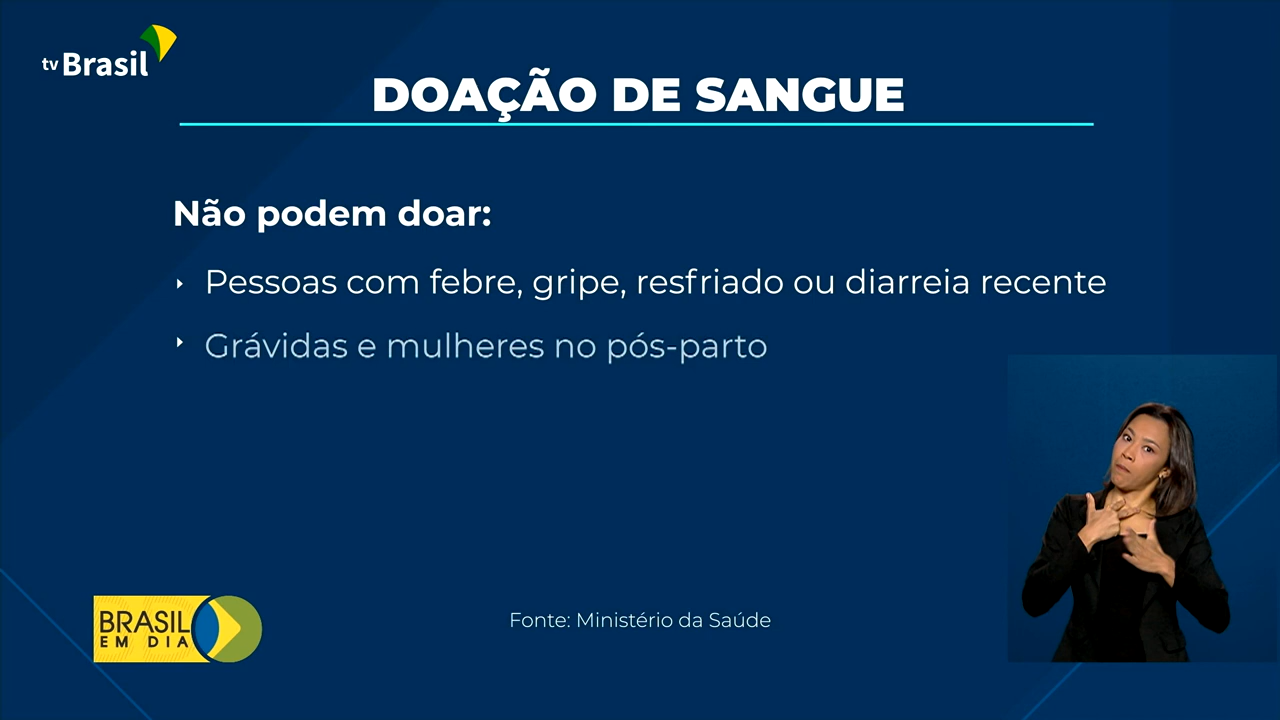 tv Brasil
DOAÇÃO DE SANGUE
Não podem doar:
Pessoas com febre, gripe, resfriado ou diarreia recente
Grávidas e mulheres no pós-parto
BRASIL
EM DIA
Fonte: Ministério da Saúde